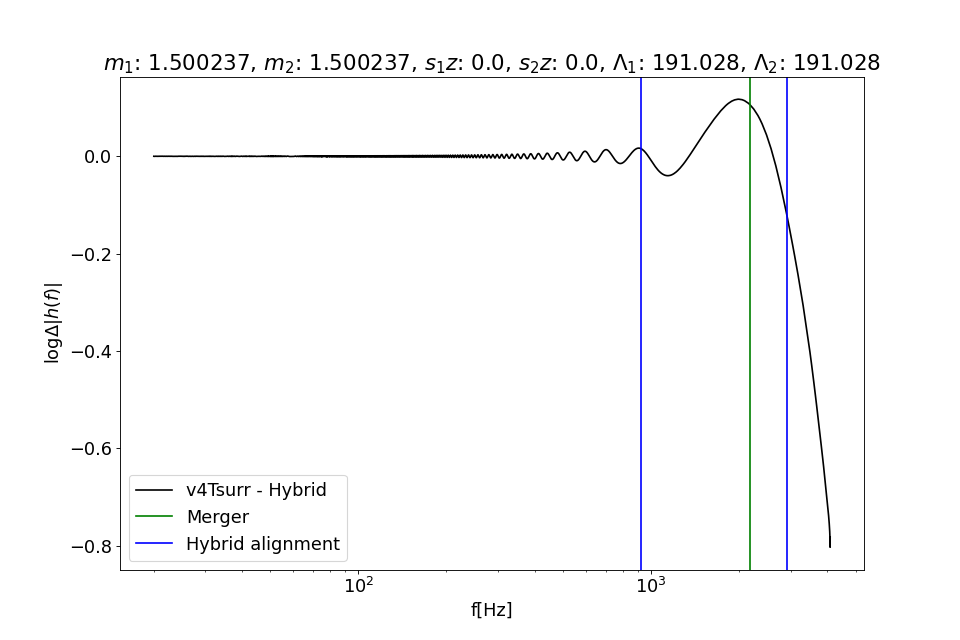 m₁: 1.500237, m₂: 1.500237, s₁z: 0.0, s₂z: 0.0, Λ₁: 191.028, Λ₂: 191.028
logΔ|h(f)|
0.0
−0.2
−0.4
−0.6
−0.8
v4Tsurr - Hybrid
Merger
Hybrid alignment
10²
10³
f[Hz]